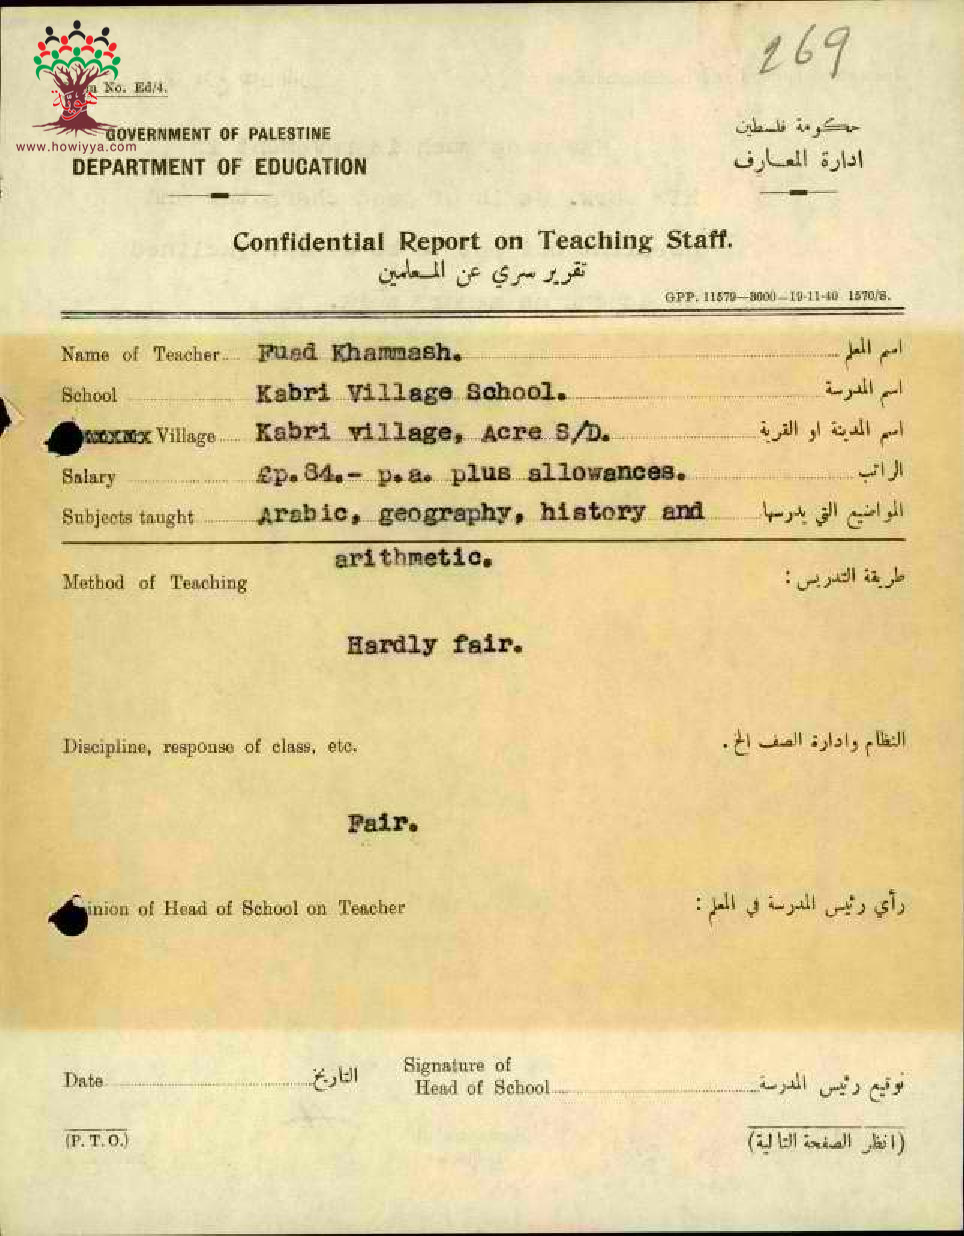 269
No. Ed/4.
هوية
www.howiyya.com
GOVERNMENT OF PALESTINE
حكومة فلسطين
DEPARTMENT OF EDUCATION
ادارة المعارف
Confidential Report on Teaching Staff.
تقرير سري عن المعلمين
GPP. 11579—3600—19-11-40 1570/S.
Name of Teacher Fuad Khammash. اسم المعلم
School Kabri Village School. اسم المدرسة
Village Kabri village, Acre S/D. اسم المدينة او القرية
Salary £p.84.- p.a. plus allowances. الراتب
Subjects taught Arabic, geography, history and المواضيع التي يدرسها
arithmetic.
Method of Teaching طريقة التدريس :
Hardly fair.
Discipline, response of class, etc. النظام وادارة الصف الخ .
Fair.
inion of Head of School on Teacher رأي رئيس المدرسة في المعلم :
Date التاريخ Signature of
Head of School توقيع رئيس المدرسة
(P. T. O.) (انظر الصفحة التالية)